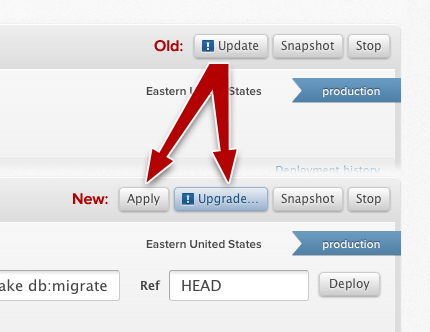 Old: Update Snapshot Stop
Eastern United States production
Deployment history
New: Apply Upgrade... Snapshot Stop
Eastern United States production
ake db:migrate Ref HEAD Deploy